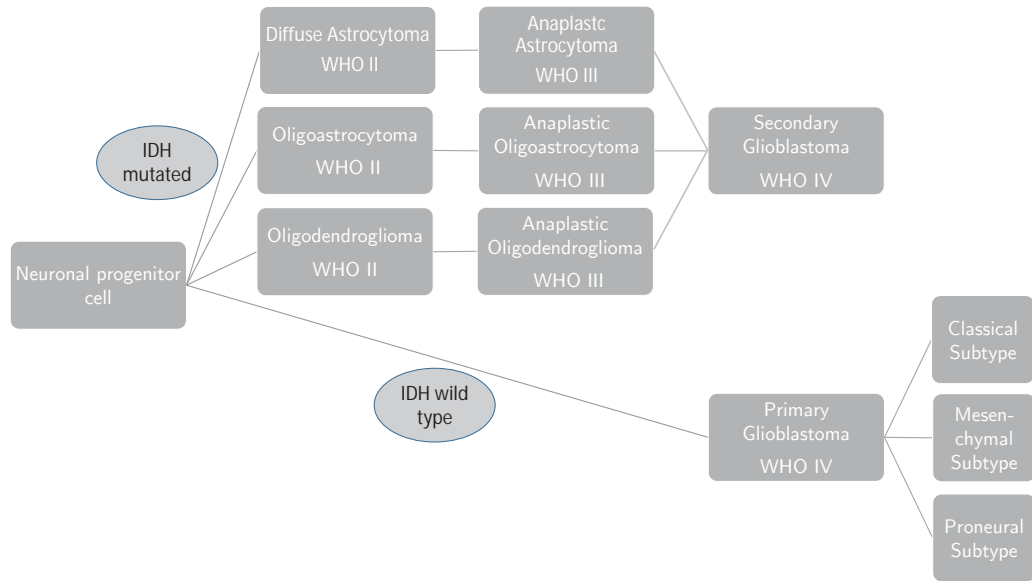 Diffuse Astrocytoma
WHO II
Anaplastc
Astrocytoma
WHO III
IDH
mutated
Oligoastrocytoma
WHO II
Anaplastic
Oligoastrocytoma
WHO III
Secondary
Glioblastoma
WHO IV
Oligodendroglioma
WHO II
Anaplastic
Oligodendroglioma
WHO III
Neuronal progenitor
cell
IDH wild
type
Primary
Glioblastoma
WHO IV
Classical
Subtype
Mesen-
chymal
Subtype
Proneural
Subtype